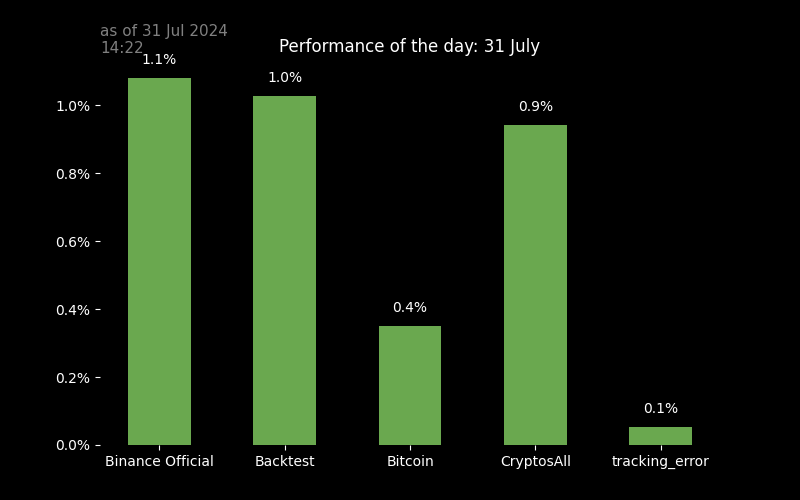 as of 31 Jul 2024
14:22
Performance of the day: 31 July
1.1%
1.0%
0.4%
0.9%
0.1%
1.0%
0.8%
0.6%
0.4%
0.2%
0.0%
Binance Official
Backtest
Bitcoin
CryptosAll
tracking_error